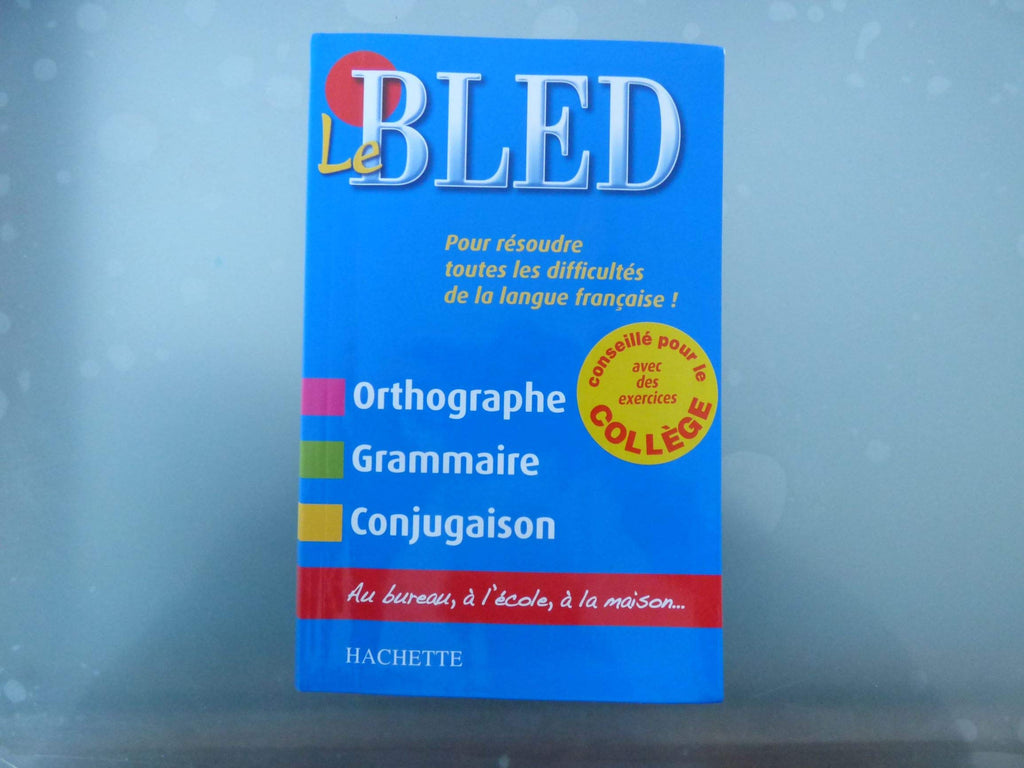 Le BLED
Pour résoudre
toutes les difficultés
de la langue française !
conseillé pour le
avec
des
exercices
COLLÈGE
Orthographe
Grammaire
Conjugaison
Au bureau, à l'école, à la maison...
HACHETTE